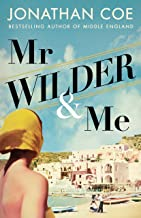 JONATHAN COE
BESTSELLING AUTHOR OF MIDDLE ENGLAND
Mr
WILDER
& Me